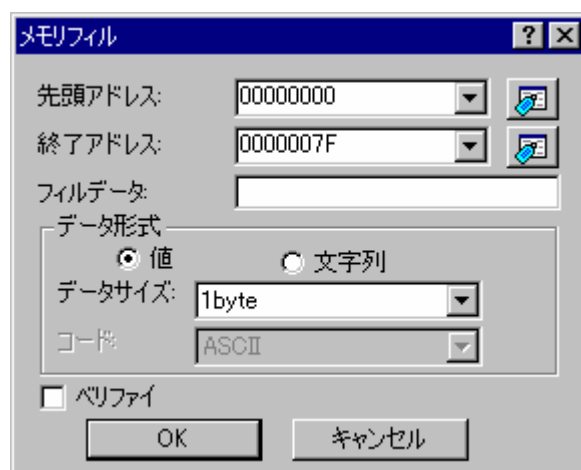 メモリフィル
先頭アドレス: 00000000
終了アドレス: 0000007F
フィルデータ:
データ形式
値 文字列
データサイズ: 1byte
コード: ASCII
ベリファイ
OK キャンセル